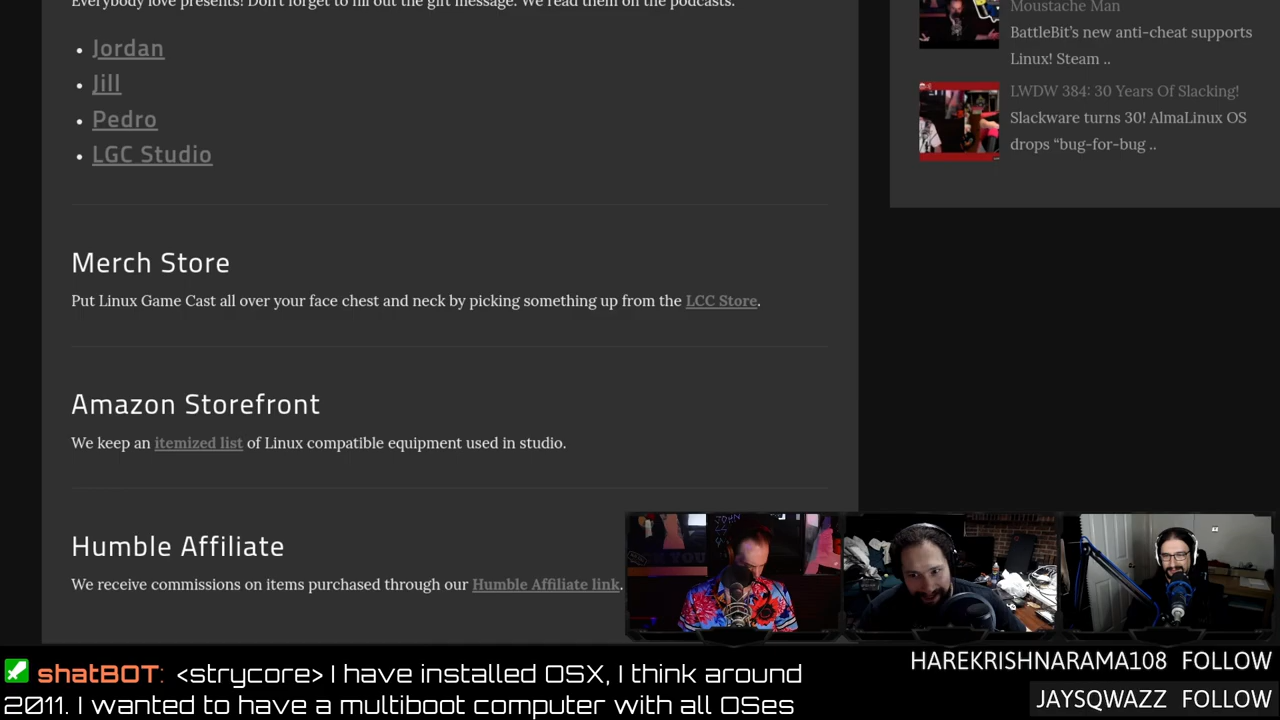 Everybody love presents! Don't forget to fill out the gift message. We read them on the podcasts.
Jordan
Jill
Pedro
LGC Studio
Merch Store
Put Linux Game Cast all over your face chest and neck by picking something up from the LCC Store.
Amazon Storefront
We keep an itemized list of Linux compatible equipment used in studio.
Humble Affiliate
We receive commissions on items purchased through our Humble Affiliate link.
Moustache Man
BattleBit's new anti-cheat supports
Linux! Steam ..
LWDW 384: 30 Years Of Slacking!
Slackware turns 30! AlmaLinux OS
drops “bug-for-bug ..
shatBOT: <strycore> I have installed OSX, I think around
2011. I wanted to have a multiboot computer with all OSes
HAREKRISHNARAMA108 FOLLOW
JAYSQWAZZ FOLLOW